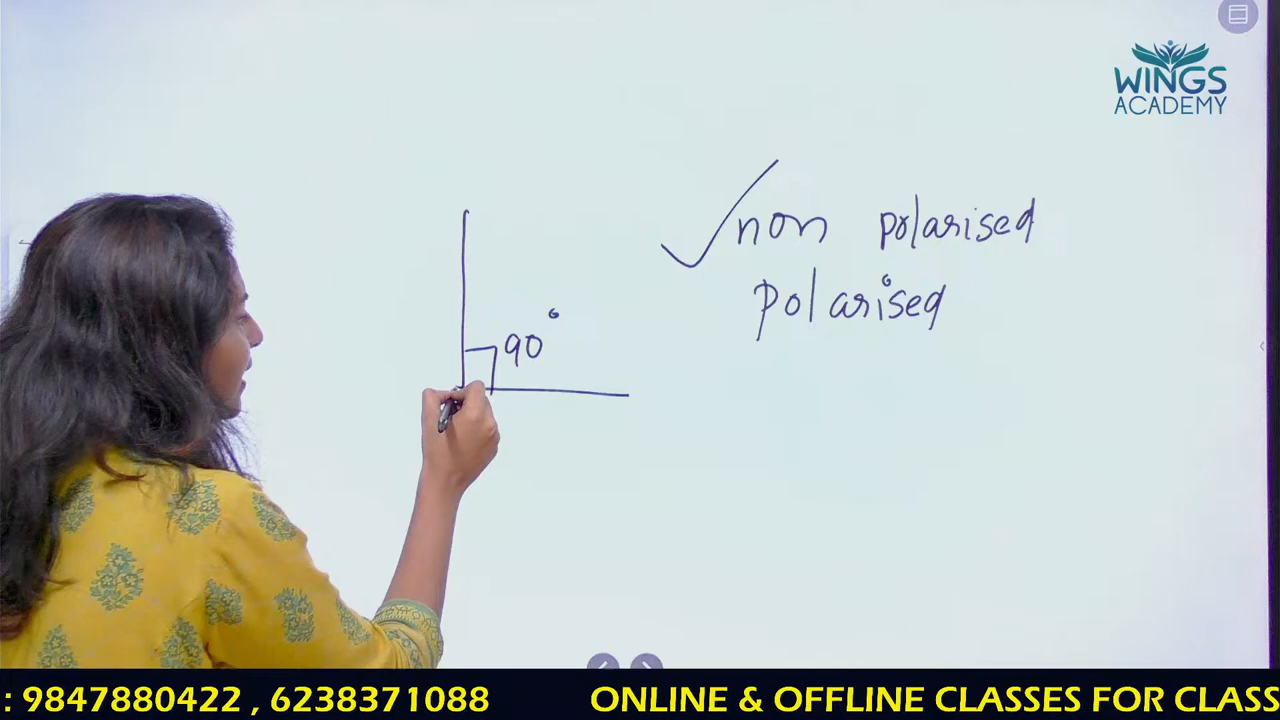 WINGS
ACADEMY
non polarised
polarised
90°
: 9847880422 , 6238371088 ONLINE & OFFLINE CLASSES FOR CLASS